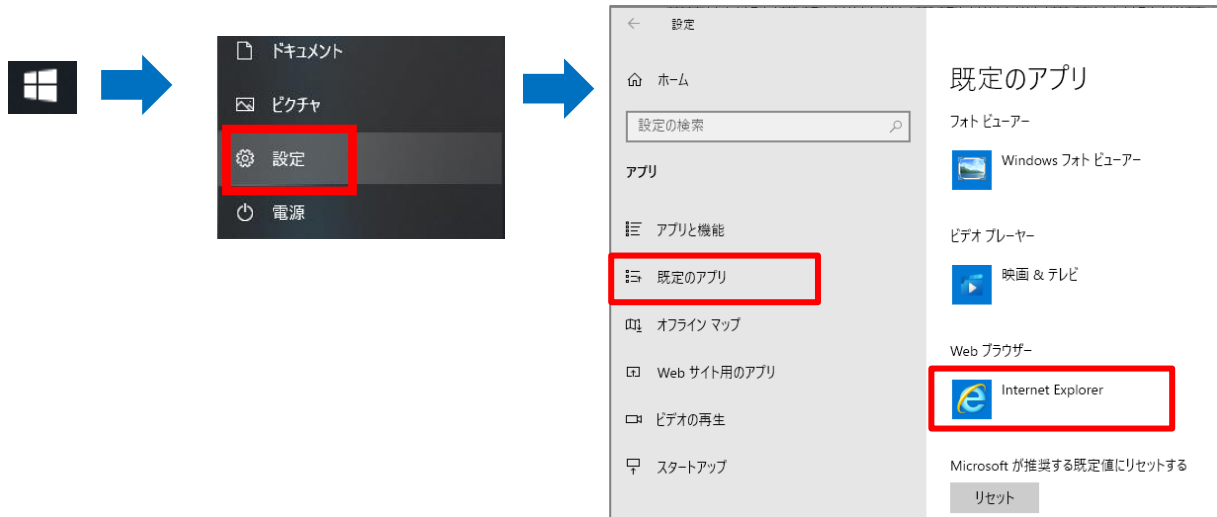 ドキュメント
ピクチャ
設定
電源
設定
ホーム
設定の検索
アプリ
アプリと機能
既定のアプリ
オフライン マップ
Web サイト用のアプリ
ビデオの再生
スタートアップ
既定のアプリ
フォト ビューアー
Windows フォト ビューアー
ビデオ プレーヤー
映画 & テレビ
Web ブラウザー
Internet Explorer
Microsoft が推奨する既定値にリセットする
リセット